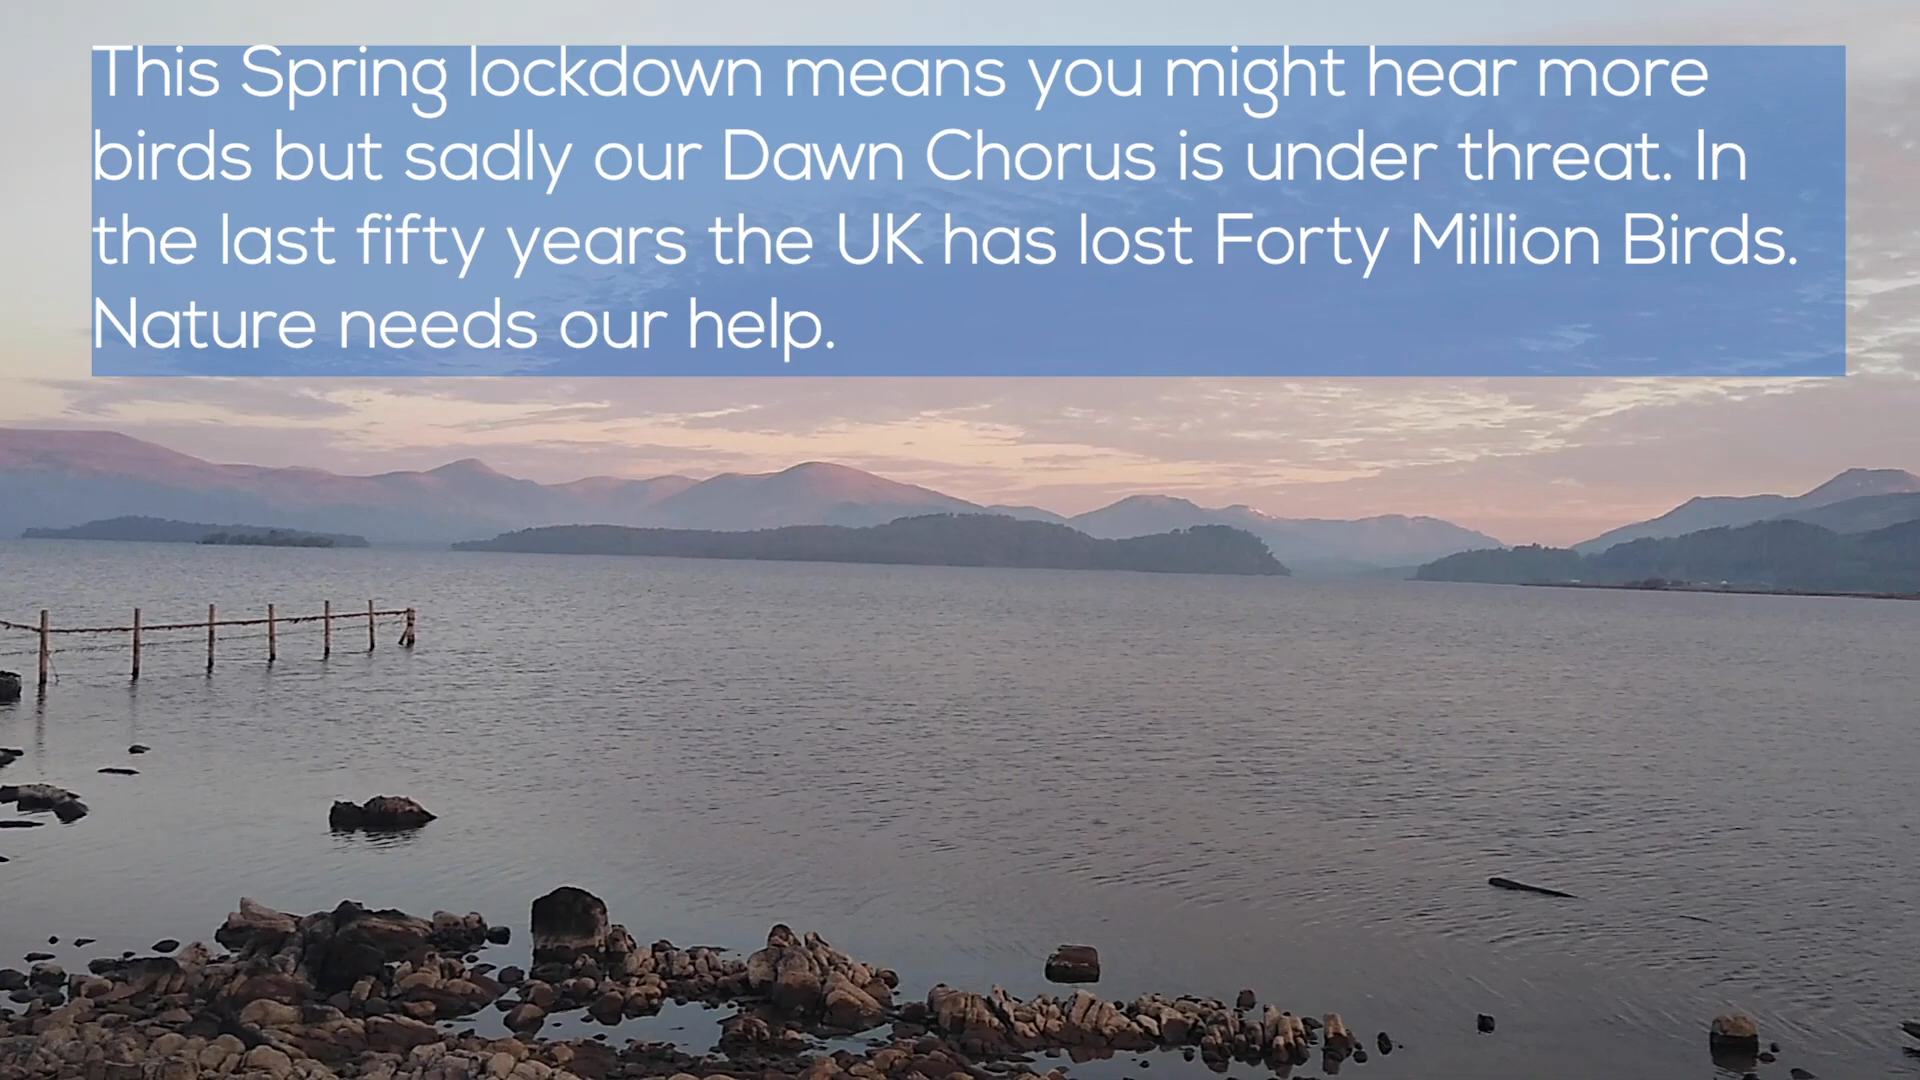 This Spring lockdown means you might hear more
birds but sadly our Dawn Chorus is under threat. In
the last fifty years the UK has lost Forty Million Birds.
Nature needs our help.